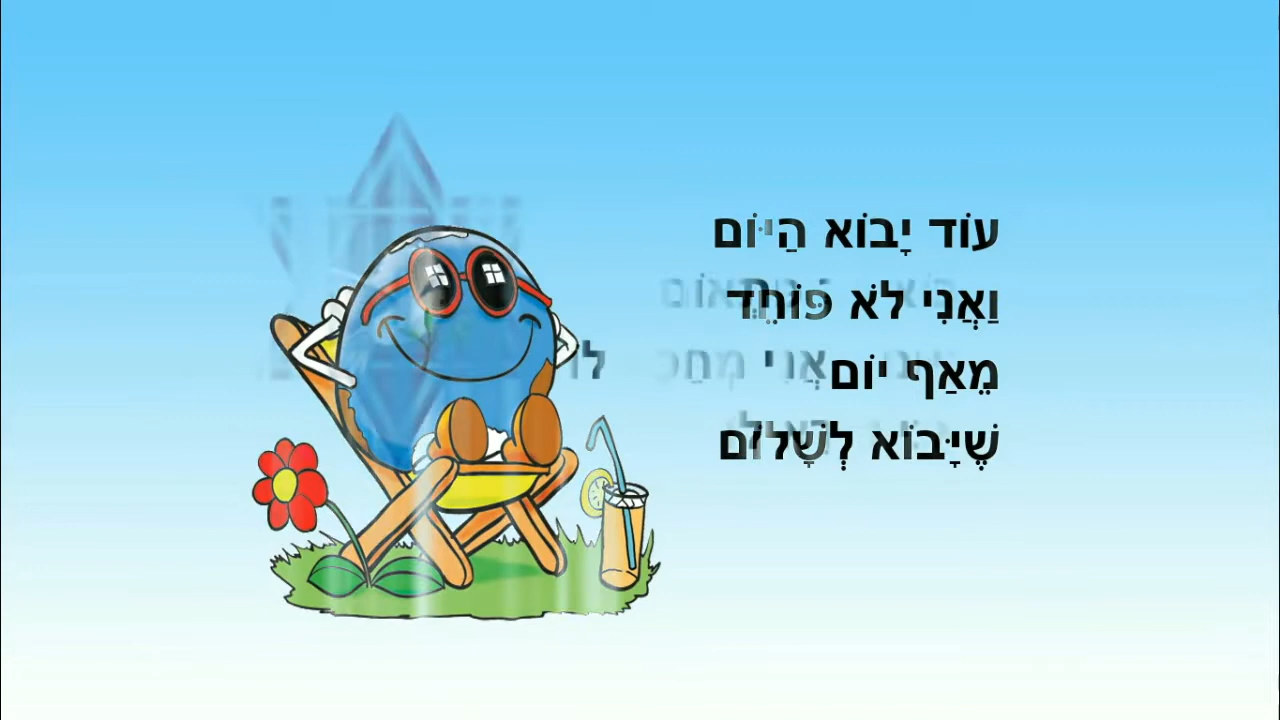 עוֹד יָבוֹא הַיּוֹם
וַאֲנִי לֹא פּוֹחֵד
מֵאַף יוֹם
שֶׁיָּבוֹא לְשָׁלוֹם